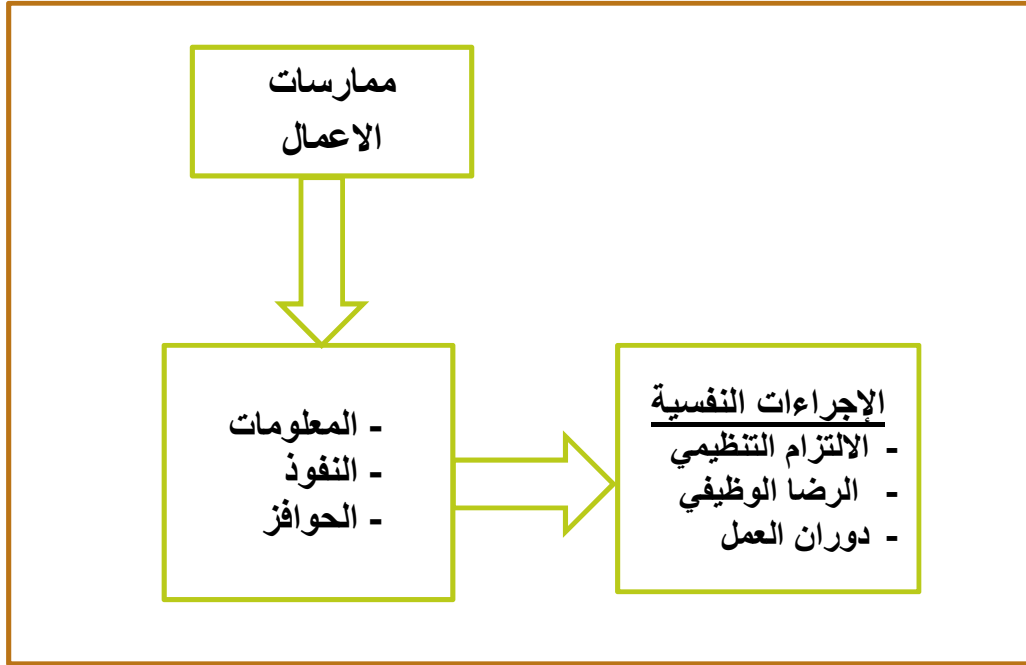 ممارسات
الاعمال
- المعلومات
- النفوذ
- الحوافز
الإجراءات النفسية
- الالتزام التنظيمي
- الرضا الوظيفي
- دوران العمل